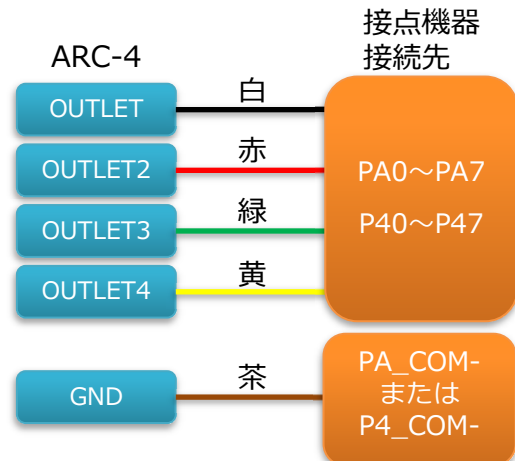 接点機器
接続先
ARC-4
OUTLET
白
OUTLET2
赤
OUTLET3
緑
OUTLET4
黄
PA0～PA7
P40～P47
GND
茶
PA_COM-
または
P4_COM-